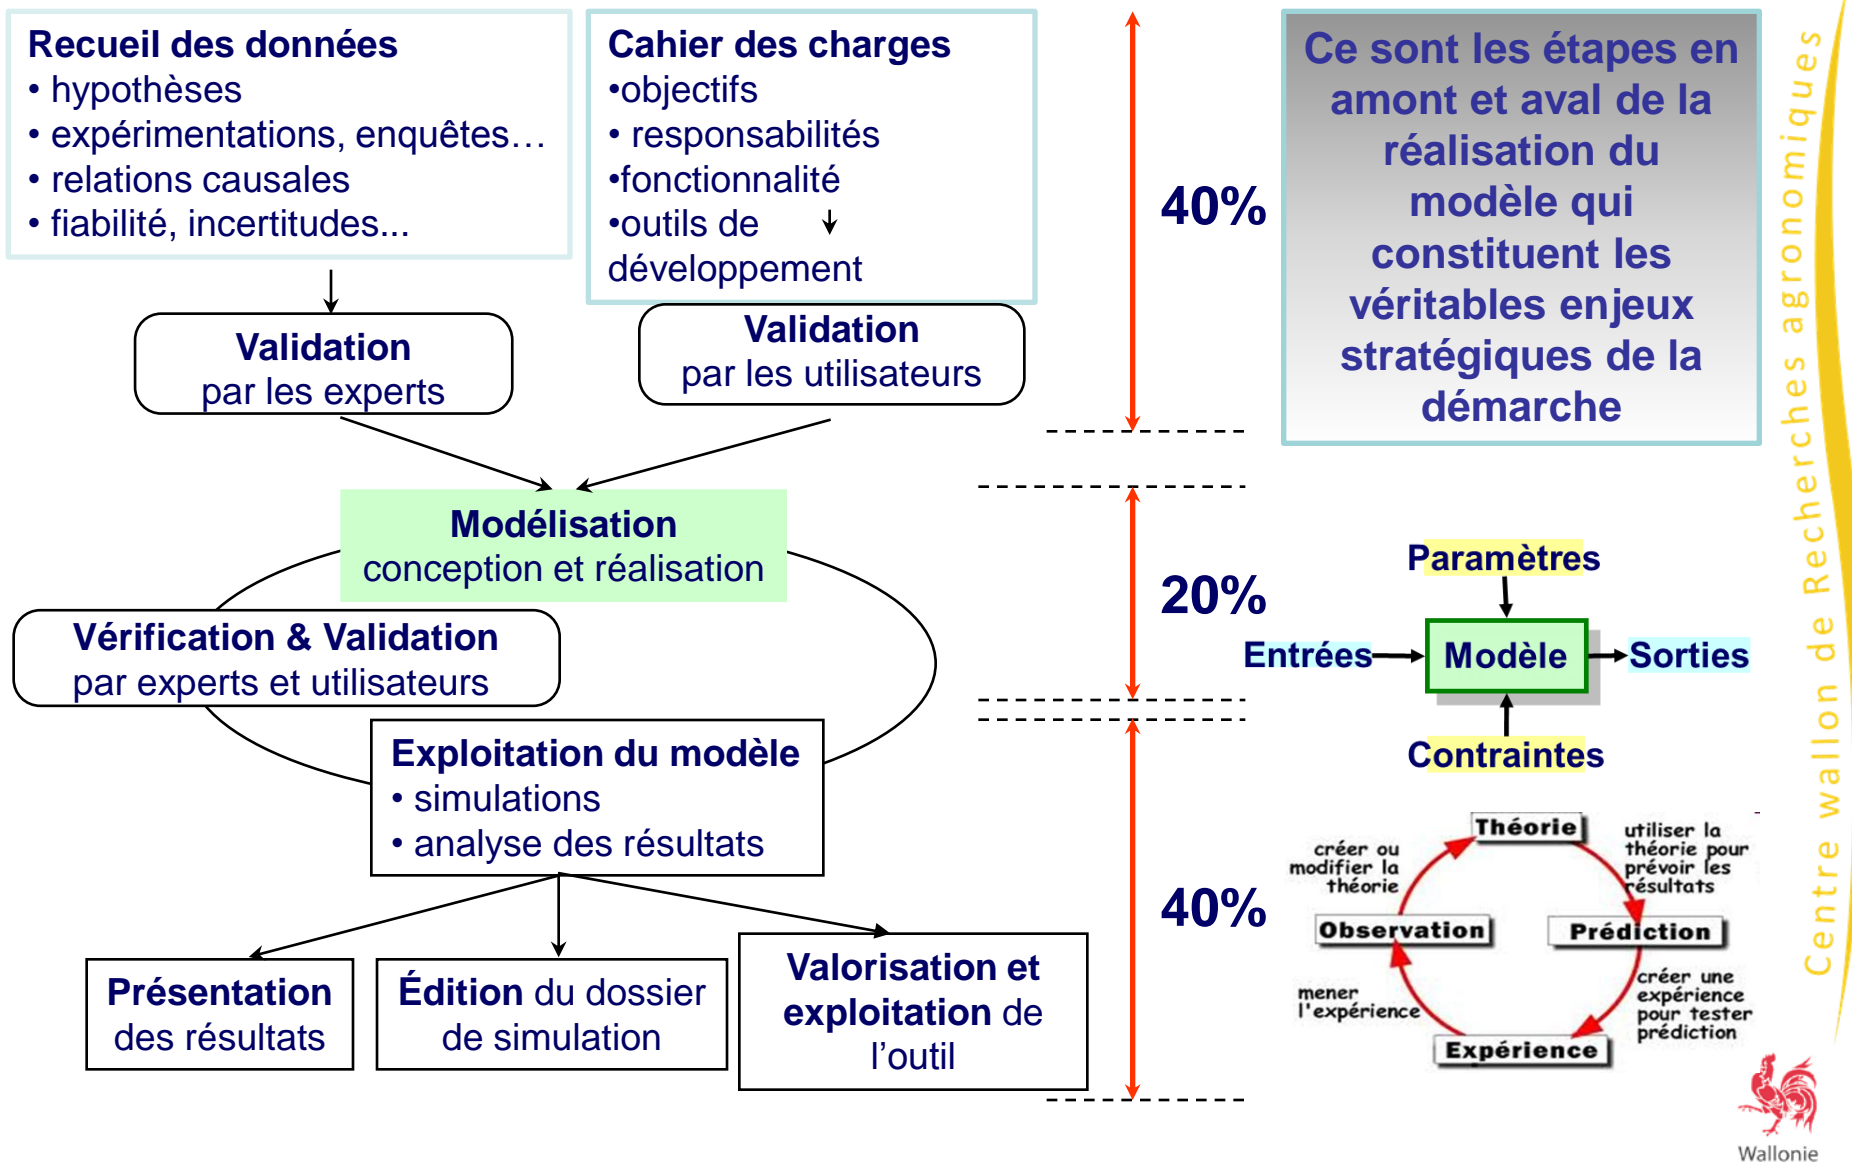 Recueil des données
• hypothèses
• expérimentations, enquêtes…
• relations causales
• fiabilité, incertitudes...
Cahier des charges
•objectifs
• responsabilités
•fonctionnalité
•outils de
développement
Validation
par les experts
Validation
par les utilisateurs
40%
Ce sont les étapes en
amont et aval de la
réalisation du
modèle qui
constituent les
véritables enjeux
stratégiques de la
démarche
Modélisation
conception et réalisation
Vérification & Validation
par experts et utilisateurs
20%
Paramètres
Entrées
Modèle
Sorties
Contraintes
Exploitation du modèle
• simulations
• analyse des résultats
40%
Présentation
des résultats
Édition du dossier
de simulation
Valorisation et
exploitation de
l’outil
Théorie
utiliser la
théorie pour
prévoir les
résultats
Prédiction
créer une
expérience
pour tester
prédiction
Expérience
mener
l'expérience
Observation
créer ou
modifier la
théorie
Centre wallon de Recherches agronomiques
Wallonie